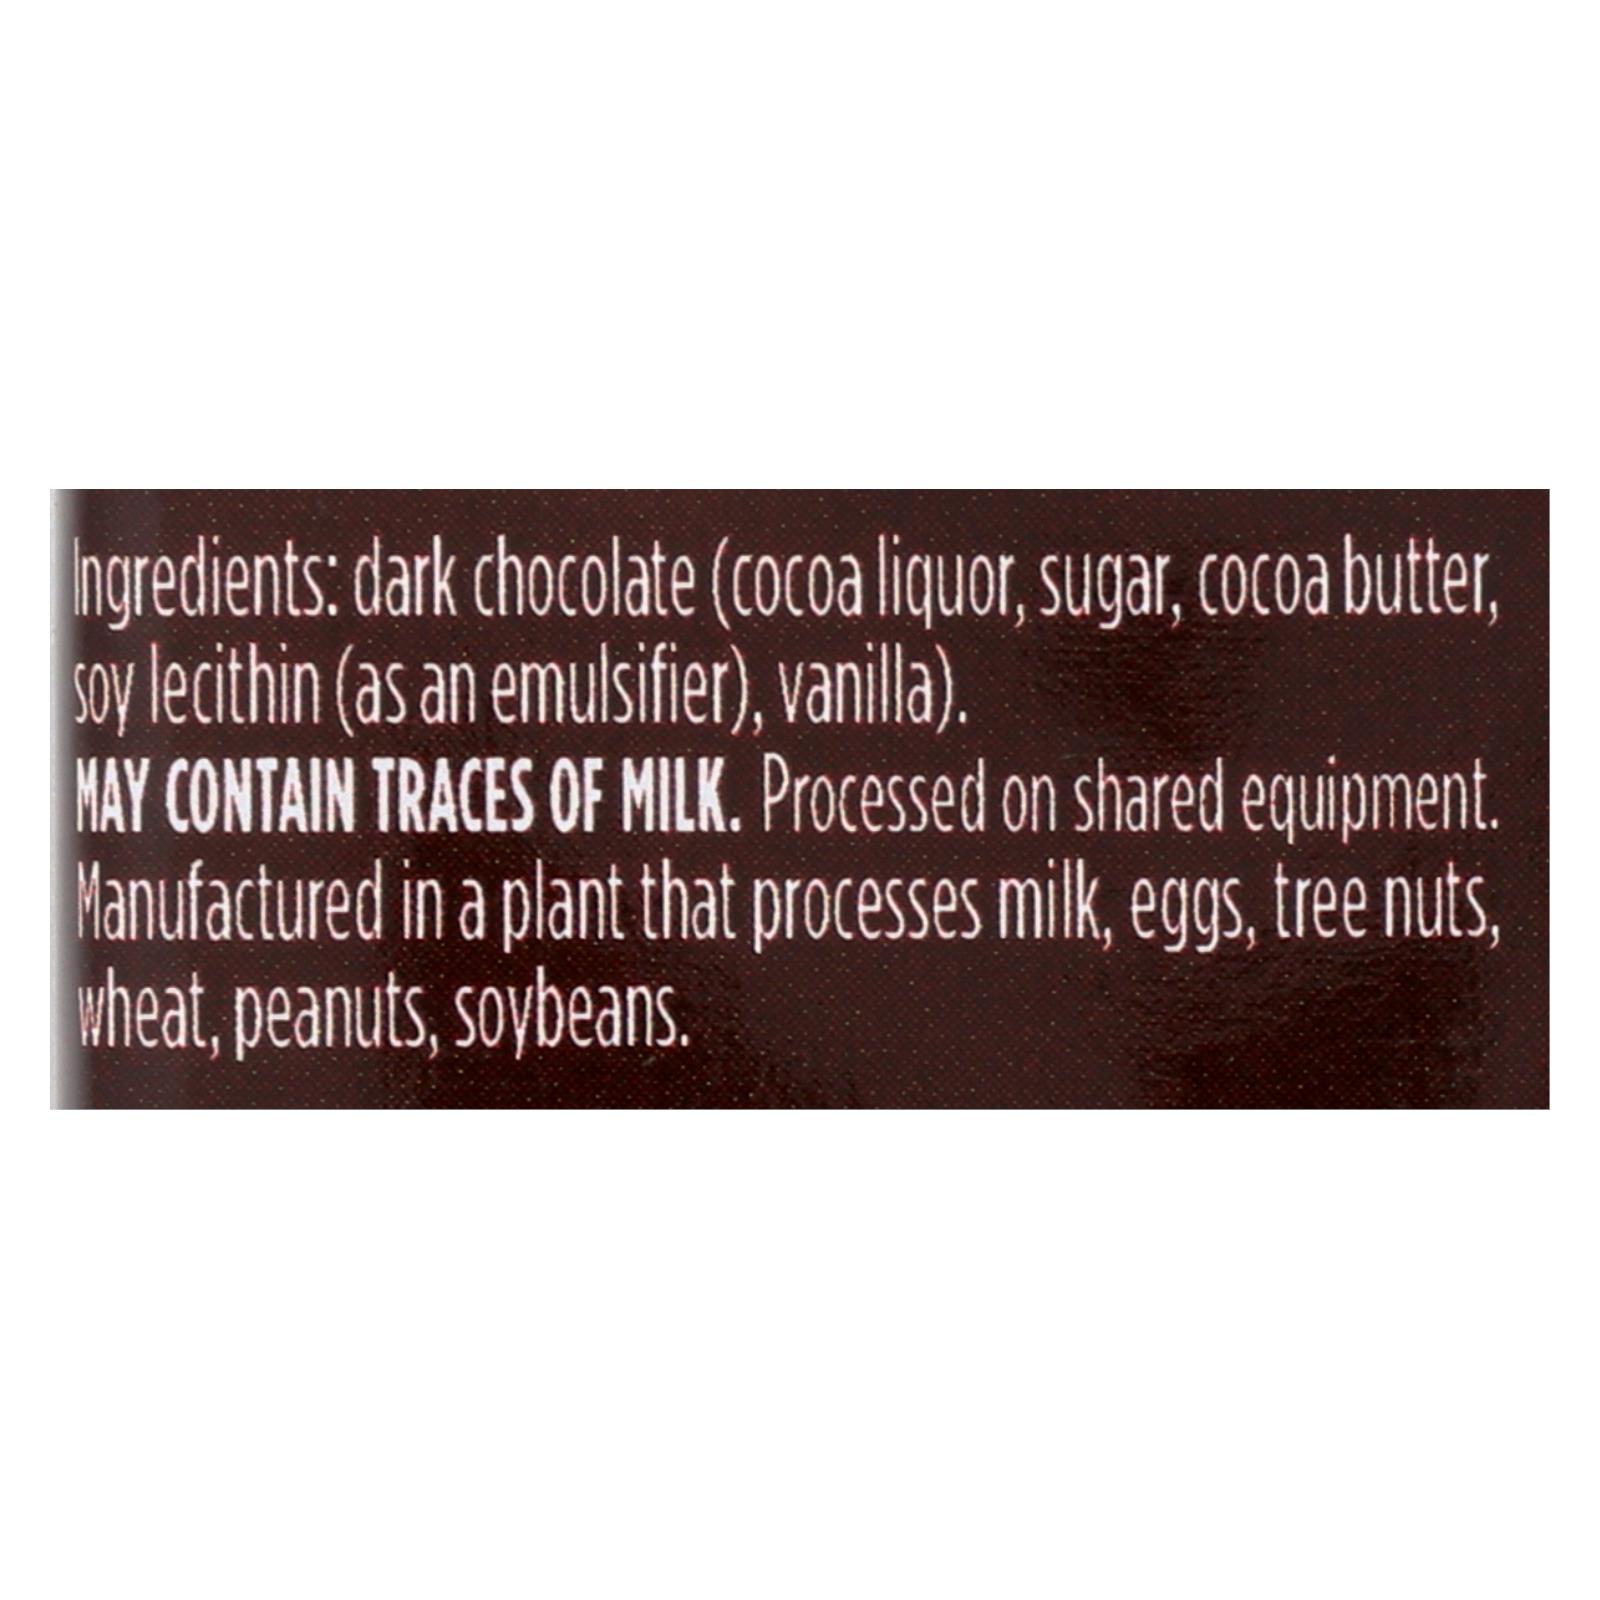 Ingredients: dark chocolate (cocoa liquor, sugar, cocoa butter,
soy lecithin (as an emulsifier), vanilla).
MAY CONTAIN TRACES OF MILK. Processed on shared equipment.
Manufactured in a plant that processes milk, eggs, tree nuts,
wheat, peanuts, soybeans.